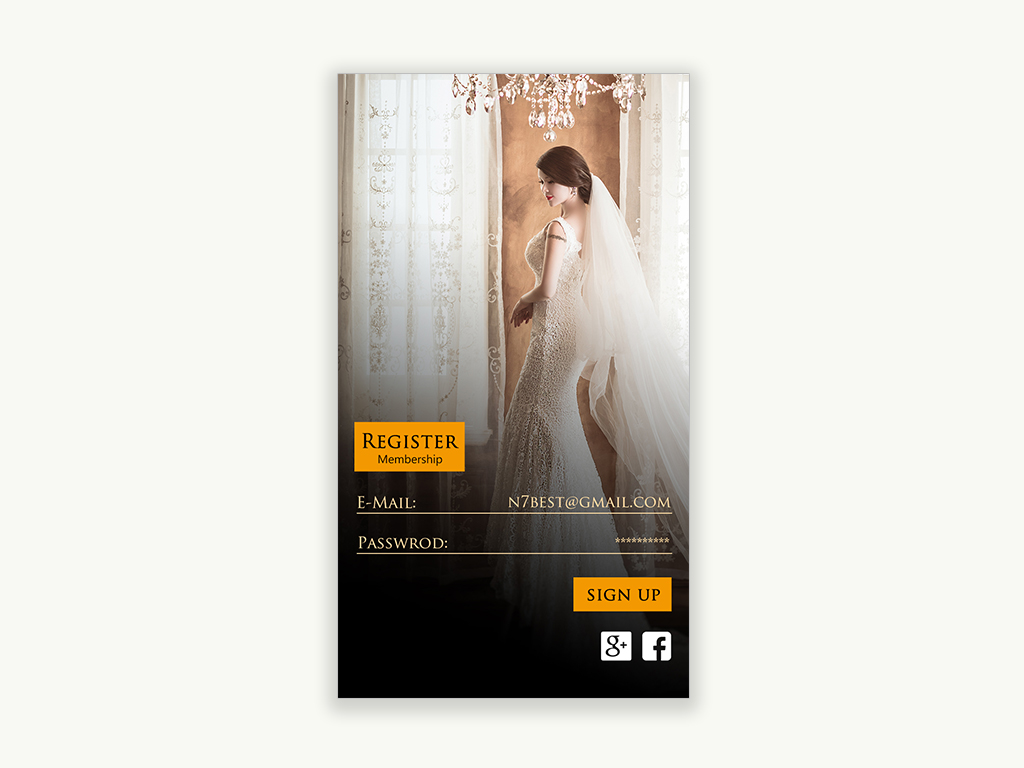 Register
Membership
E-Mail: n7best@gmail.com
Passwrod: **********
SIGN UP
g+ f